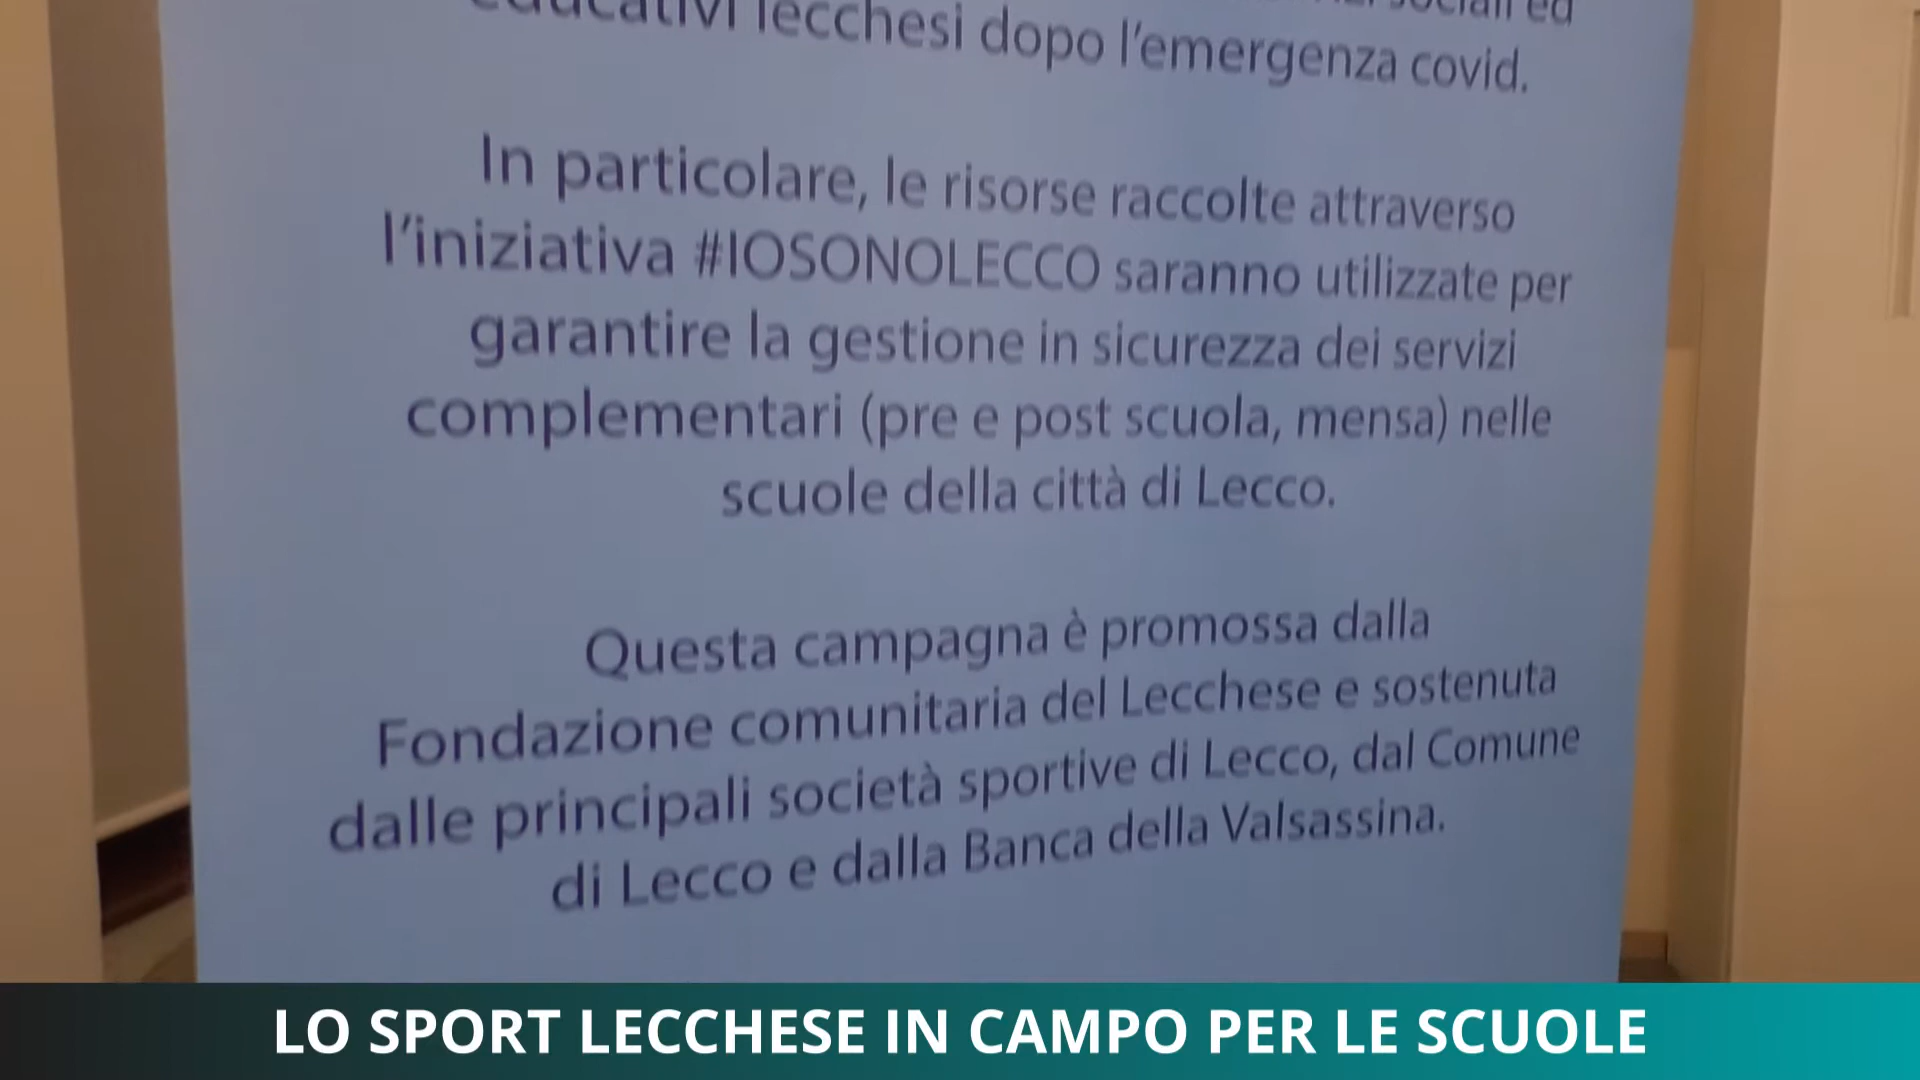 sociali ed
educativi lecchesi dopo l'emergenza covid.
In particolare, le risorse raccolte attraverso
l'iniziativa #IOSONOLECCO saranno utilizzate per
garantire la gestione in sicurezza dei servizi
complementari (pre e post scuola, mensa) nelle
scuole della città di Lecco.
Questa campagna è promossa dalla
Fondazione comunitaria del Lecchese e sostenuta
dalle principali società sportive di Lecco, dal Comune
di Lecco e dalla Banca della Valsassina.
LO SPORT LECCHESE IN CAMPO PER LE SCUOLE